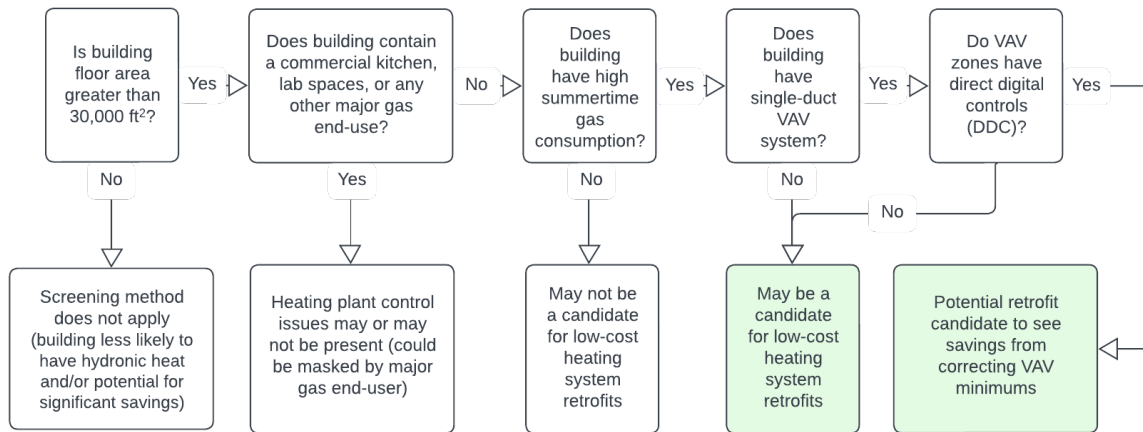 Is building
floor area
greater than
30,000 ft²?
Yes
Does building contain
a commercial kitchen,
lab spaces, or any
other major gas
end-use?
No
Does
building
have high
summertime
gas
consumption?
Yes
Does
building
have
single-duct
VAV
system?
Yes
Do VAV
zones have
direct digital
controls
(DDC)?
Yes
No
Yes
No
No
No
Screening method
does not apply
(building less likely to
have hydronic heat
and/or potential for
significant savings)
Heating plant control
issues may or may
not be present (could
be masked by major
gas end-user)
May not be
a candidate
for low-cost
heating
system
retrofits
May be a
candidate
for low-cost
heating
system
retrofits
Potential retrofit
candidate to see
savings from
correcting VAV
minimums